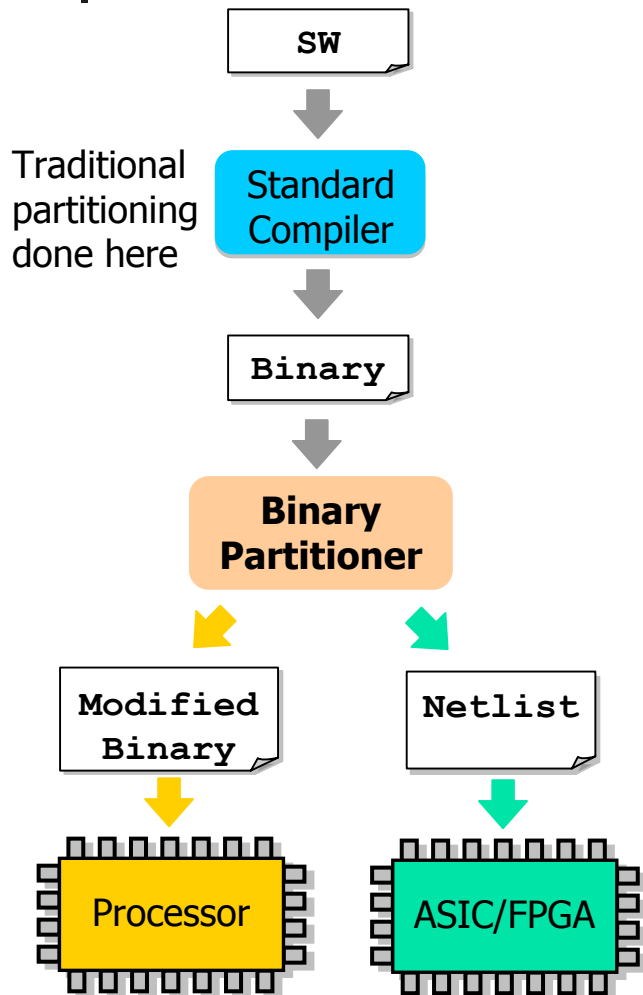 SW
Traditional
partitioning
done here
Standard
Compiler
Binary
Binary
Partitioner
Modified
Binary
Netlist
Processor
ASIC/FPGA